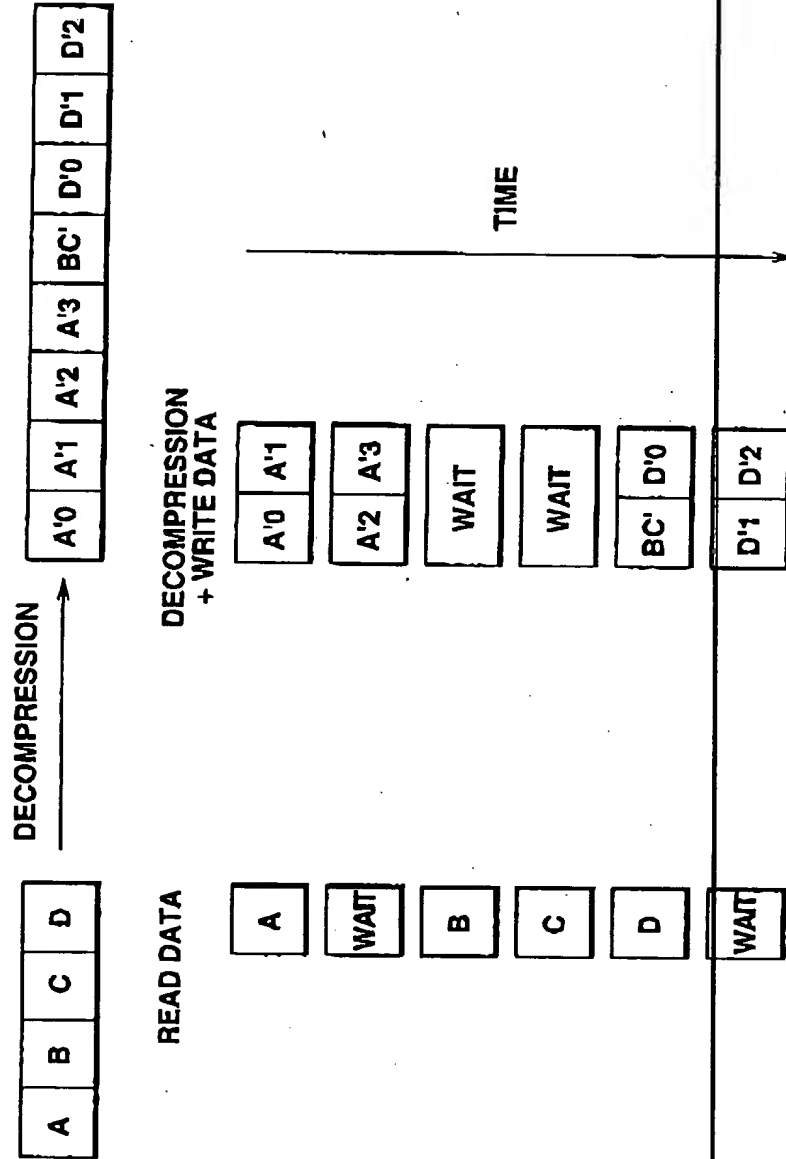 DECOMPRESSION
A B C D A'0 A'1 A'2 A'3 BC' D'0 D'1 D'2
READ DATA
DECOMPRESSION
+ WRITE DATA
A A'0 A'1
WAIT A'2 A'3
B WAIT
TIME
C WAIT
D BC' D'0
WAIT D'1 D'2